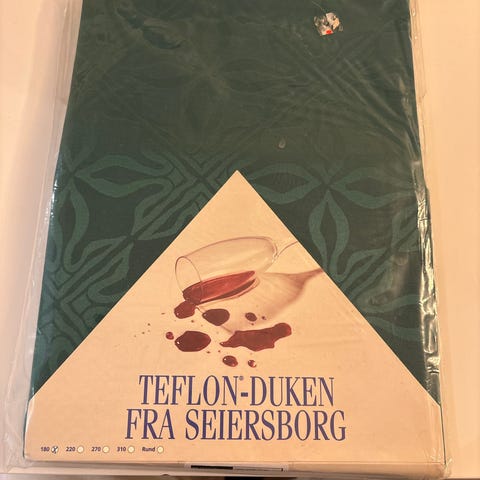 TEFLON®-DUKEN
FRA SEIERSBORG
180 220 270 310 Rund